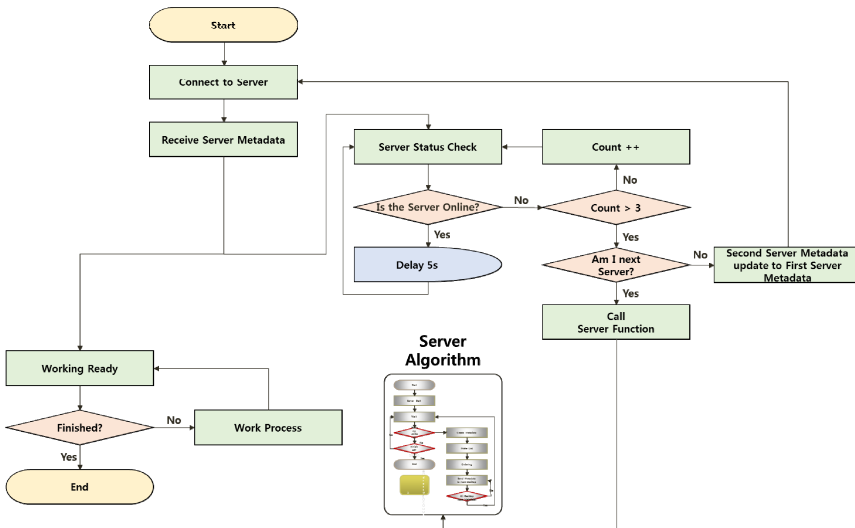 Start
Connect to Server
Receive Server Metadata
Server Status Check
Count ++
No
Is the Server Online?
No
Count > 3
Yes
Yes
Delay 5s
Am I next
Server?
No
Second Server Metadata
update to First Server
Metadata
Yes
Call
Server Function
Server
Algorithm
Working Ready
Finished?
No
Work Process
Yes
End